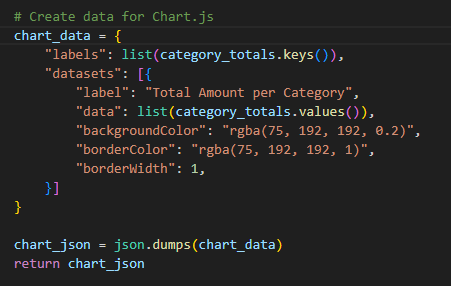 # Create data for Chart.js
chart_data = {
    "labels": list(category_totals.keys()),
    "datasets": [{
        "label": "Total Amount per Category",
        "data": list(category_totals.values()),
        "backgroundColor": "rgba(75, 192, 192, 0.2)",
        "borderColor": "rgba(75, 192, 192, 1)",
        "borderWidth": 1,
    }]
}

chart_json = json.dumps(chart_data)
return chart_json